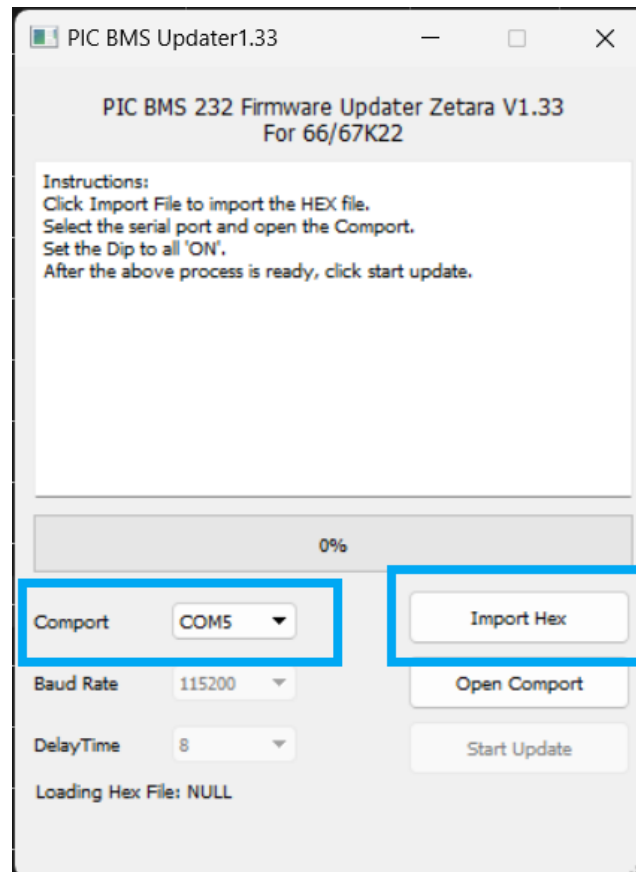 PIC BMS Updater1.33
PIC BMS 232 Firmware Updater Zetara V1.33
For 66/67K22
Instructions:
Click Import File to import the HEX file.
Select the serial port and open the Comport.
Set the Dip to all 'ON'.
After the above process is ready, click start update.
0%
Comport COM5 Import Hex
Baud Rate 115200 Open Comport
DelayTime 8 Start Update
Loading Hex File: NULL